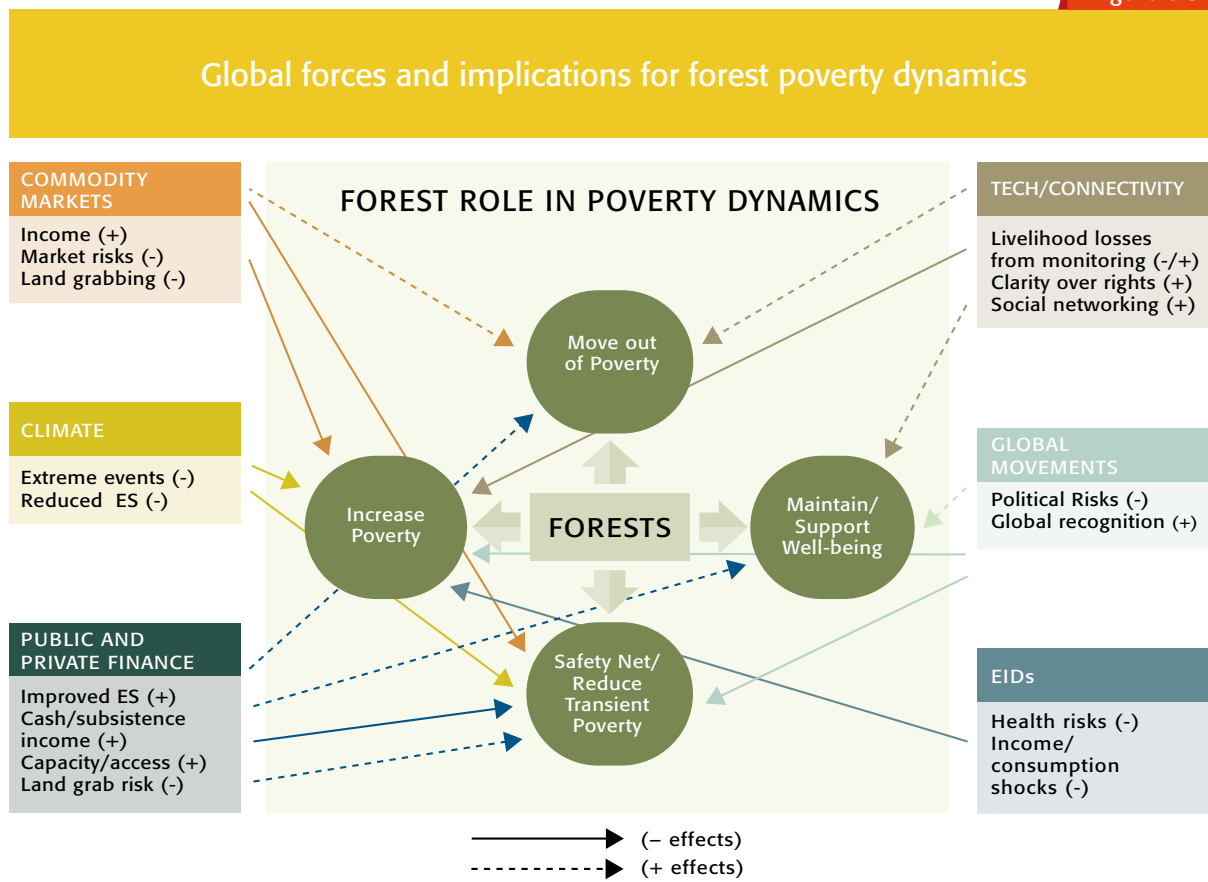 Global forces and implications for forest poverty dynamics
COMMODITY
MARKETS
Income (+)
Market risks (-)
Land grabbing (-)
CLIMATE
Extreme events (-)
Reduced ES (-)
PUBLIC AND
PRIVATE FINANCE
Improved ES (+)
Cash/subsistence
income (+)
Capacity/access (+)
Land grab risk (-)
FOREST ROLE IN POVERTY DYNAMICS
Move out
of Poverty
Increase
Poverty
FORESTS
Maintain/
Support
Well-being
Safety Net/
Reduce
Transient
Poverty
TECH/CONNECTIVITY
Livelihood losses
from monitoring (-/+)
Clarity over rights (+)
Social networking (+)
GLOBAL
MOVEMENTS
Political Risks (-)
Global recognition (+)
EIDs
Health risks (-)
Income/
consumption
shocks (-)
(– effects)
(+ effects)